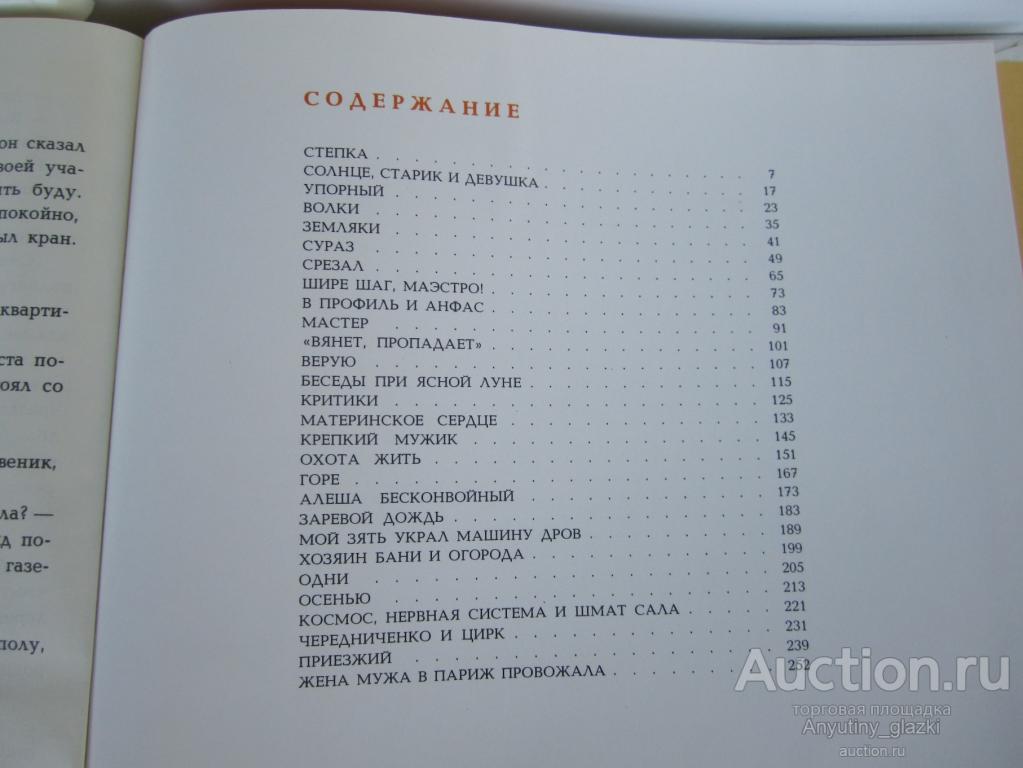 он сказал
воей уча-
ить буду.
покойно,
ыл кран.
кварти-
ста по-
оял со
веник,
ла? —
д по-
газе-
полу,
СОДЕРЖАНИЕ
СТЕПКА . . . 7
СОЛНЦЕ, СТАРИК И ДЕВУШКА . . . 17
УПОРНЫЙ . . . 23
ВОЛКИ . . . 35
ЗЕМЛЯКИ . . . 41
СУРАЗ . . . 49
СРЕЗАЛ . . . 65
ШИРЕ ШАГ, МАЭСТРО! . . . 73
В ПРОФИЛЬ И АНФАС . . . 83
МАСТЕР . . . 91
«ВЯНЕТ, ПРОПАДАЕТ» . . . 101
ВЕРУЮ . . . 107
БЕСЕДЫ ПРИ ЯСНОЙ ЛУНЕ . . . 115
КРИТИКИ . . . 125
МАТЕРИНСКОЕ СЕРДЦЕ . . . 133
КРЕПКИЙ МУЖИК . . . 145
ОХОТА ЖИТЬ . . . 151
ГОРЕ . . . 167
АЛЕША БЕСКОНВОЙНЫЙ . . . 173
ЗАРЕВОЙ ДОЖДЬ . . . 183
МОЙ ЗЯТЬ УКРАЛ МАШИНУ ДРОВ . . . 189
ХОЗЯИН БАНИ И ОГОРОДА . . . 199
ОДНИ . . . 205
ОСЕНЬЮ . . . 213
КОСМОС, НЕРВНАЯ СИСТЕМА И ШМАТ САЛА . . . 221
ЧЕРЕДНИЧЕНКО И ЦИРК . . . 231
ПРИЕЗЖИЙ . . . 239
ЖЕНА МУЖА В ПАРИЖ ПРОВОЖАЛА . . . 252
Auction.ru
торговая площадка
Anyutiny_glazki
auction.ru